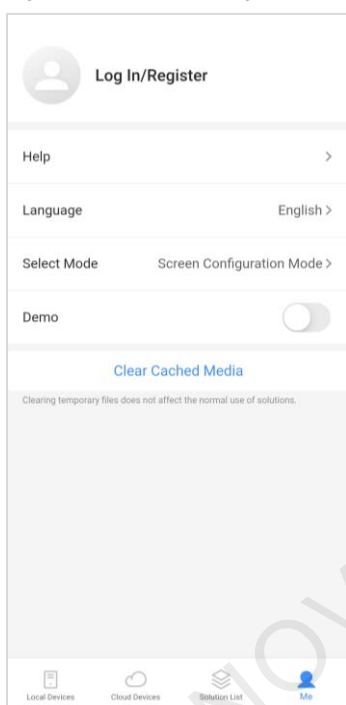 Log In/Register
Help
Language English
Select Mode Screen Configuration Mode
Demo
Clear Cached Media
Clearing temporary files does not affect the normal use of solutions.
Local Devices Cloud Devices Solution List Me